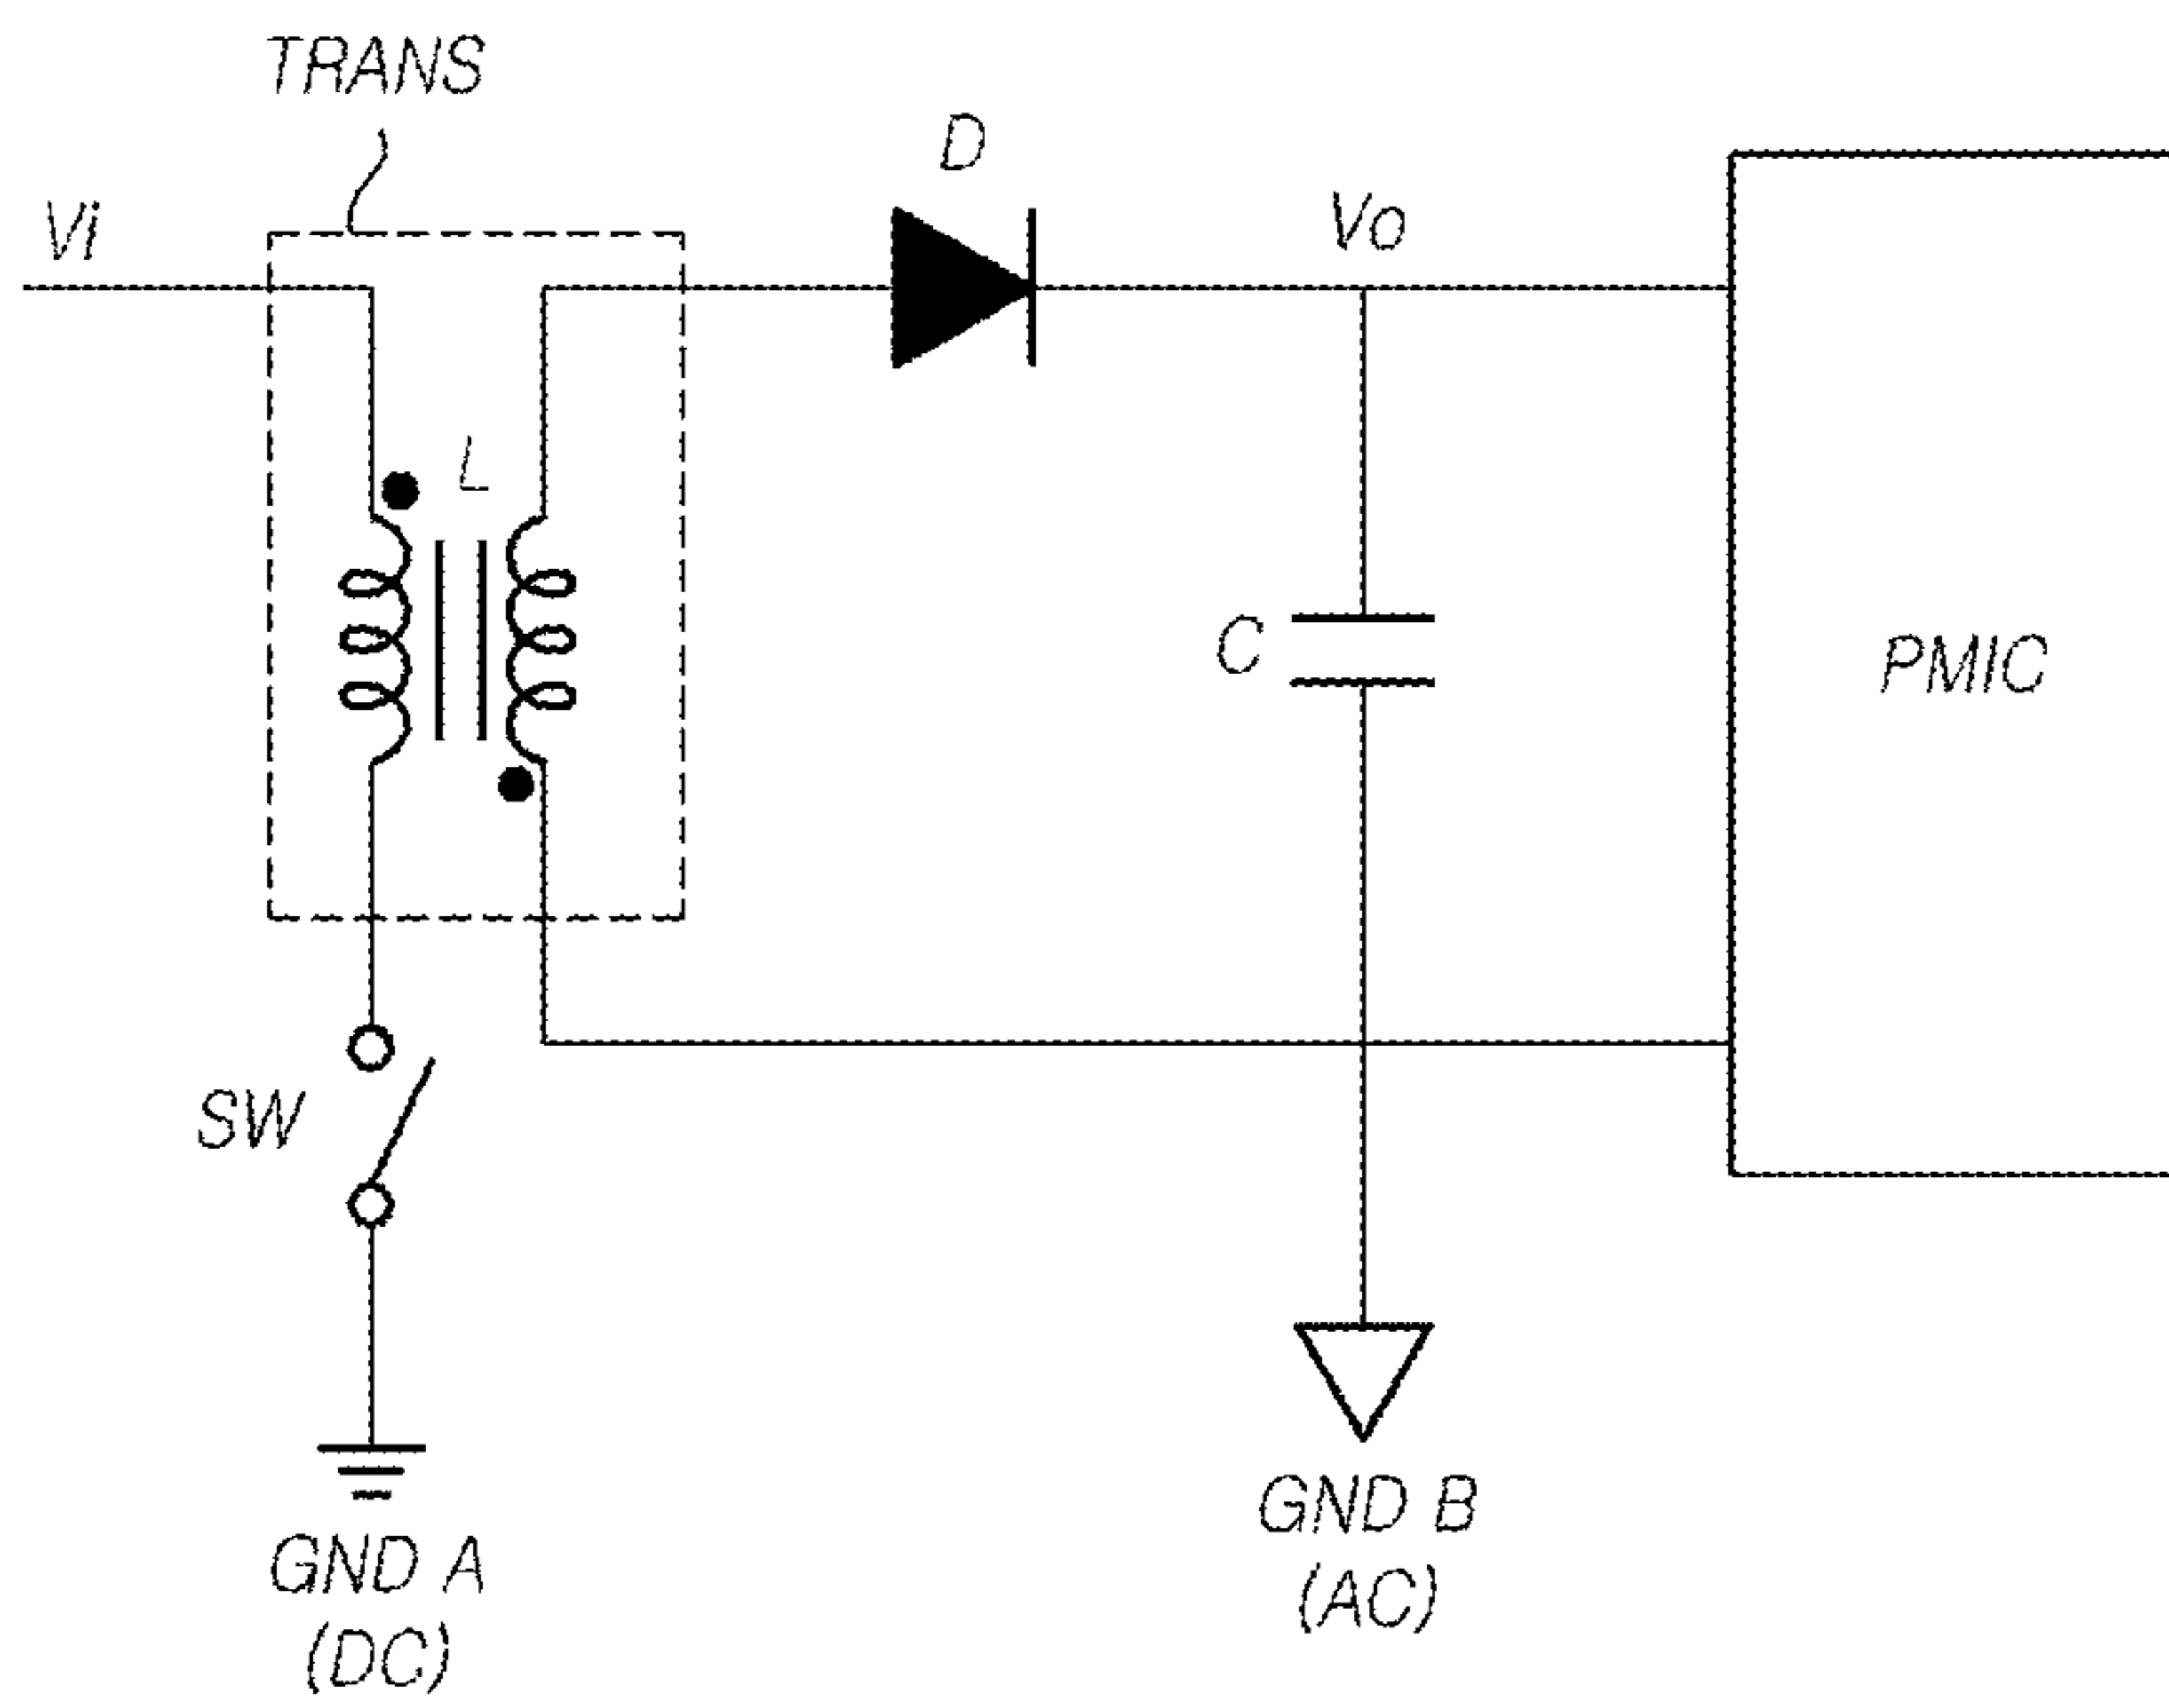 TRANS
D
Vi
Vo
L
C
PMIC
SW
GND A
(DC)
GND B
(AC)